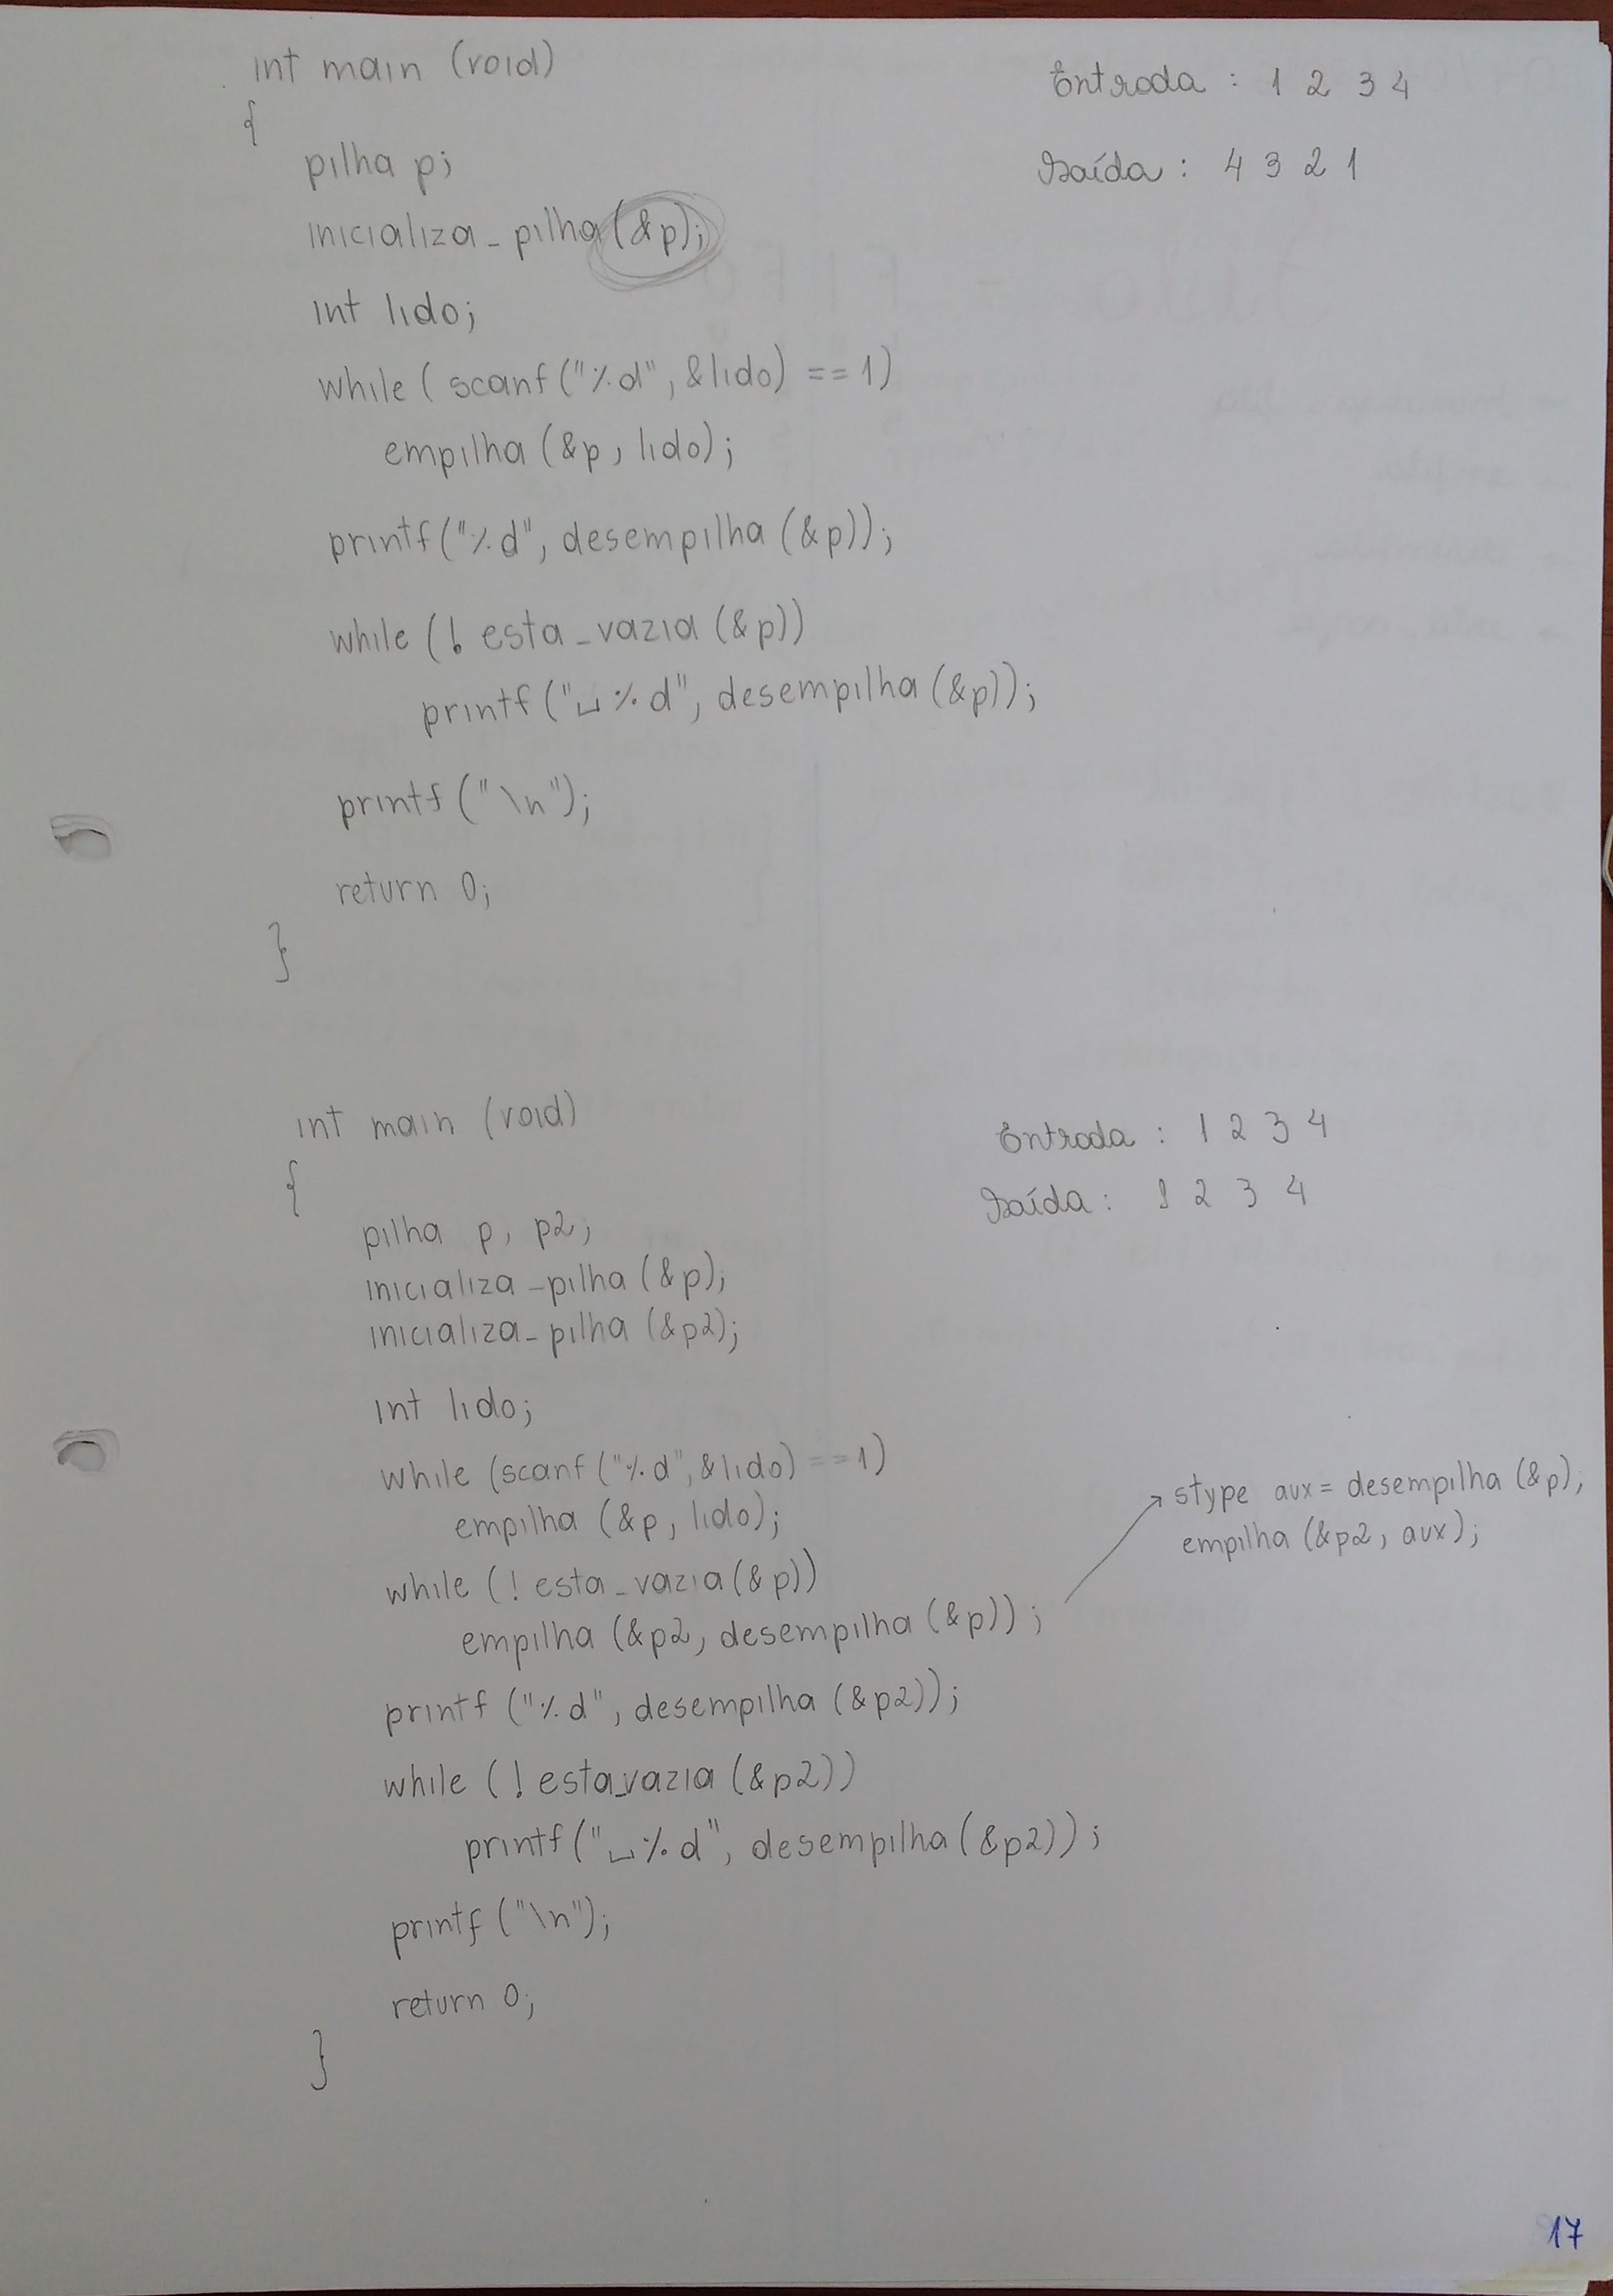 int main (void)
Entrada : 1 2 3 4
{
pilha p;
Saída : 4 3 2 1
inicializa_pilha (&p);
int lido;
while ( scanf ("%d", &lido) == 1)
empilha (&p, lido);
printf ("%d", desempilha (&p));
while (! esta_vazia (&p))
printf ("␣%d", desempilha (&p));
printf ("\n");
return 0;
}
int main (void)
Entrada : 1 2 3 4
{
Saída : 1 2 3 4
pilha p, p2;
inicializa_pilha (&p);
inicializa_pilha (&p2);
int lido;
while (scanf ("%d", &lido) == 1)
empilha (&p, lido);
→ stype aux = desempilha (&p);
empilha (&p2, aux);
while (! esta_vazia (&p))
empilha (&p2, desempilha (&p));
printf ("%d", desempilha (&p2));
while (! esta_vazia (&p2))
printf ("␣%d", desempilha (&p2));
printf ("\n");
return 0;
}
17